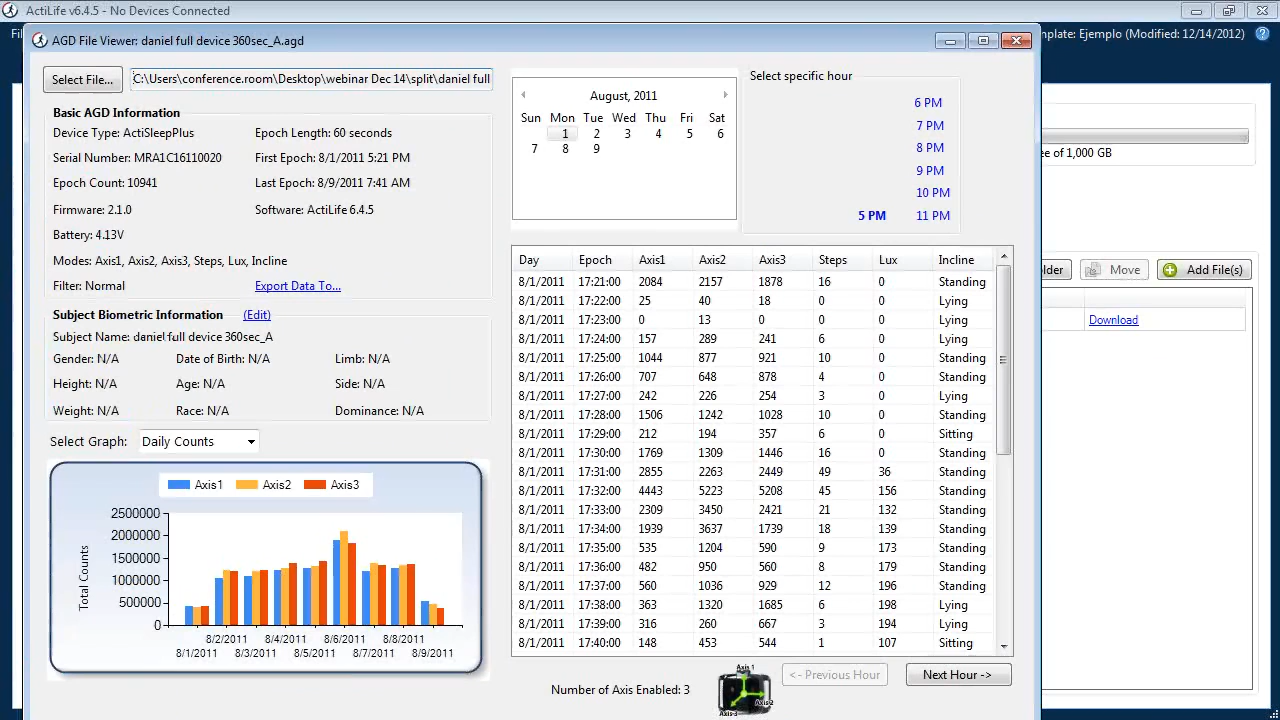 ActiLife v6.4.5 - No Devices Connected
AGD File Viewer: daniel full device 360sec_A.agd
mplate: Ejemplo (Modified: 12/14/2012)
Select File...
C:\Users\conference.room\Desktop\webinar Dec 14\split\daniel full
Basic AGD Information
Device Type: ActiSleepPlus
Epoch Length: 60 seconds
Serial Number: MRA1C16110020
First Epoch: 8/1/2011 5:21 PM
Epoch Count: 10941
Last Epoch: 8/9/2011 7:41 AM
Firmware: 2.1.0
Software: ActiLife 6.4.5
Battery: 4.13V
Modes: Axis1, Axis2, Axis3, Steps, Lux, Incline
Filter: Normal
Export Data To...
Subject Biometric Information (Edit)
Subject Name: daniel full device 360sec_A
Gender: N/A Date of Birth: N/A Limb: N/A
Height: N/A Age: N/A Side: N/A
Weight: N/A Race: N/A Dominance: N/A
Select Graph: Daily Counts
Axis1 Axis2 Axis3
Total Counts
2500000
2000000
1500000
1000000
500000
0
8/2/2011 8/4/2011 8/6/2011 8/8/2011
8/1/2011 8/3/2011 8/5/2011 8/7/2011 8/9/2011
August, 2011
Sun Mon Tue Wed Thu Fri Sat
1 2 3 4 5 6
7 8 9
Select specific hour
6 PM
7 PM
8 PM
9 PM
10 PM
5 PM 11 PM
Day Epoch Axis1 Axis2 Axis3 Steps Lux Incline
8/1/2011 17:21:00 2084 2157 1878 16 0 Standing
8/1/2011 17:22:00 25 40 18 0 0 Lying
8/1/2011 17:23:00 0 13 0 0 0 Lying
8/1/2011 17:24:00 157 289 241 6 0 Lying
8/1/2011 17:25:00 1044 877 921 10 0 Standing
8/1/2011 17:26:00 707 648 878 4 0 Standing
8/1/2011 17:27:00 242 226 254 3 0 Lying
8/1/2011 17:28:00 1506 1242 1028 10 0 Standing
8/1/2011 17:29:00 212 194 357 6 0 Sitting
8/1/2011 17:30:00 1769 1309 1446 16 0 Standing
8/1/2011 17:31:00 2855 2263 2449 49 36 Standing
8/1/2011 17:32:00 4443 5223 5208 45 156 Standing
8/1/2011 17:33:00 2309 3450 2421 21 132 Standing
8/1/2011 17:34:00 1939 3637 1739 18 139 Standing
8/1/2011 17:35:00 535 1204 590 9 173 Standing
8/1/2011 17:36:00 482 950 560 8 179 Standing
8/1/2011 17:37:00 560 1036 929 12 196 Standing
8/1/2011 17:38:00 363 1320 1685 6 198 Lying
8/1/2011 17:39:00 316 260 667 3 194 Lying
8/1/2011 17:40:00 148 453 544 1 107 Sitting
Number of Axis Enabled: 3
Axis 1
Axis2
Axis3
<- Previous Hour
Next Hour ->
ee of 1,000 GB
older
Move
Add File(s)
Download